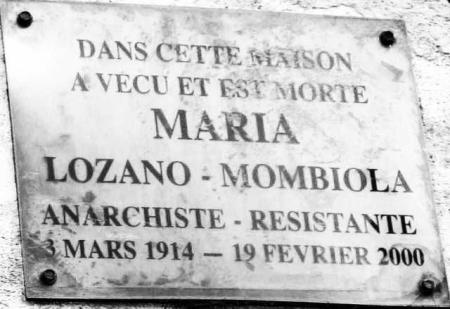 DANS CETTE MAISON
A VECU ET EST MORTE
MARIA
LOZANO - MOMBIOLA
ANARCHISTE - RESISTANTE
3 MARS 1914 – 19 FEVRIER 2000